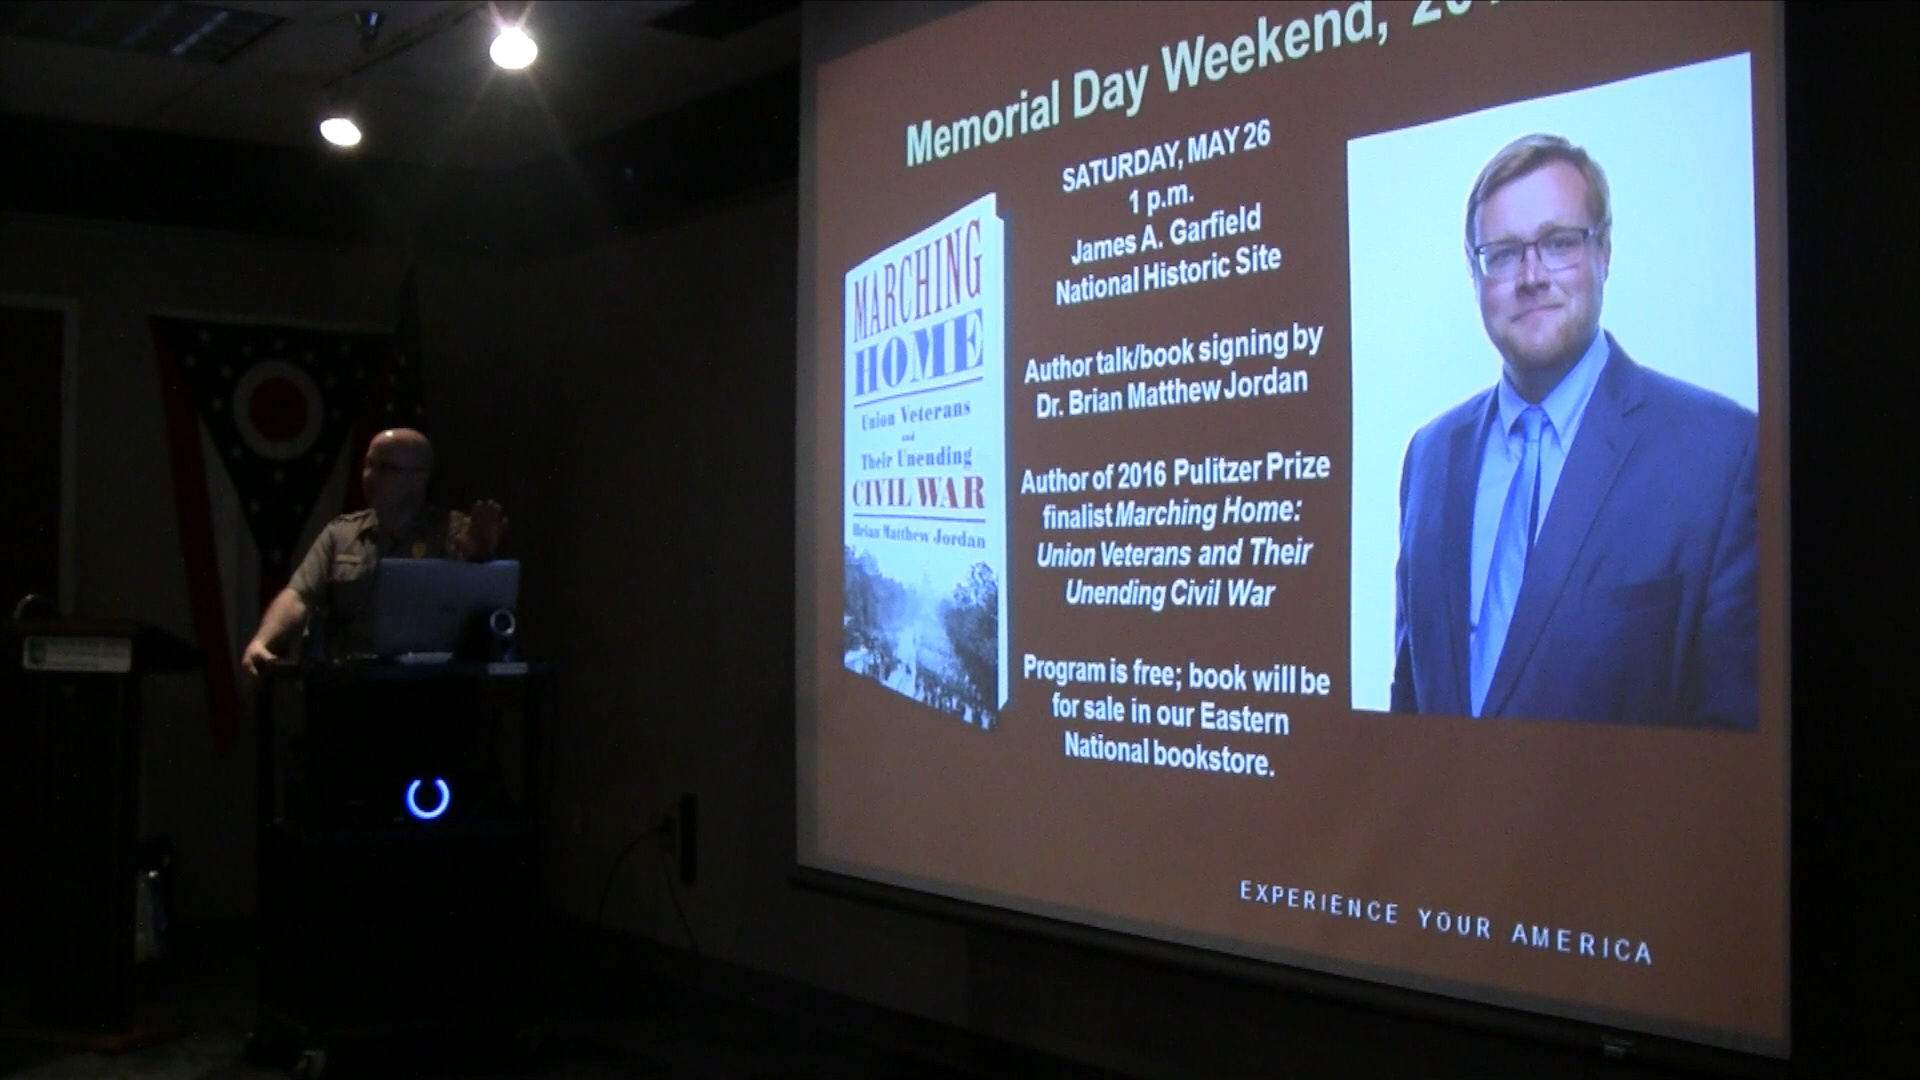 Memorial Day Weekend,
SATURDAY, MAY 26
1 p.m.
James A. Garfield
National Historic Site
Author talk/book signing by
Dr. Brian Matthew Jordan
Author of 2016 Pulitzer Prize
finalist Marching Home:
Union Veterans and Their
Unending Civil War
Program is free; book will be
for sale in our Eastern
National bookstore.
MARCHING
HOME
Union Veterans
and
Their Unending
CIVIL WAR
Brian Matthew Jordan
EXPERIENCE YOUR AMERICA